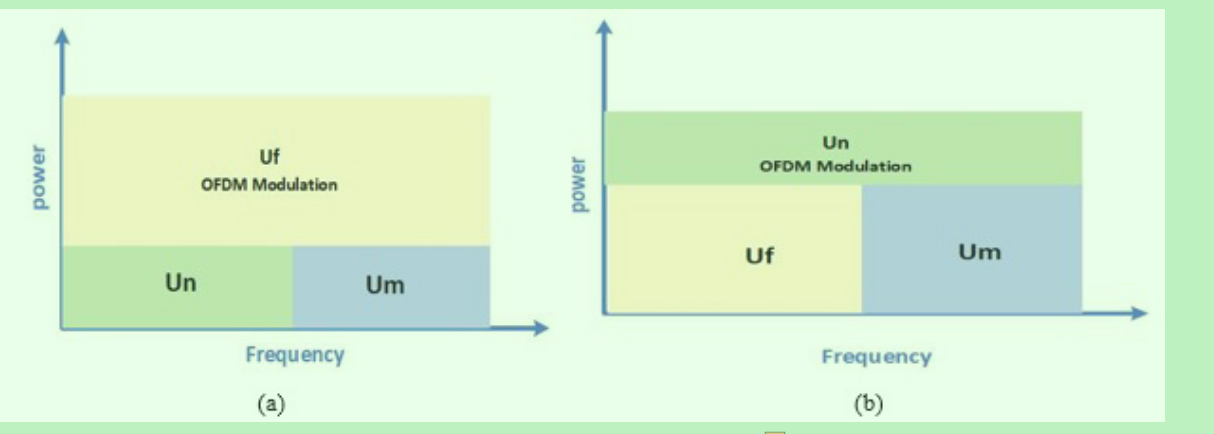 power
Uf
OFDM Modulation
Un
Um
Frequency
(a)
power
Un
OFDM Modulation
Uf
Um
Frequency
(b)